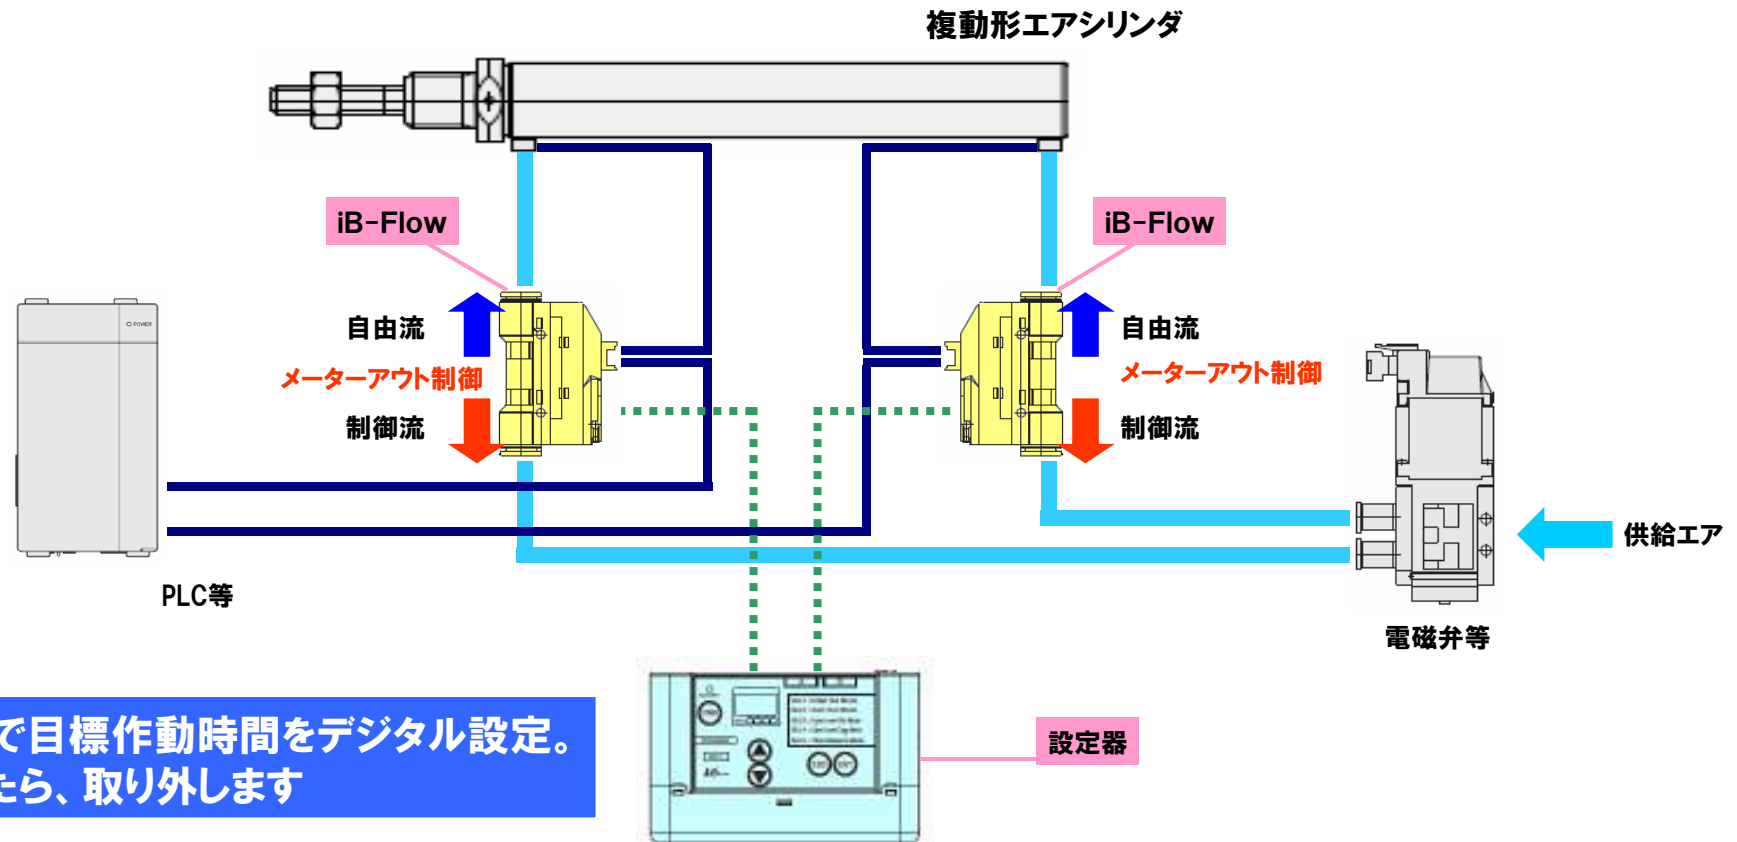 複動形エアシリンダ
iB-Flow
iB-Flow
自由流
メーターアウト制御
制御流
自由流
メーターアウト制御
制御流
POWER
供給エア
PLC等
電磁弁等
で目標作動時間をデジタル設定。
たら、取り外します
設定器